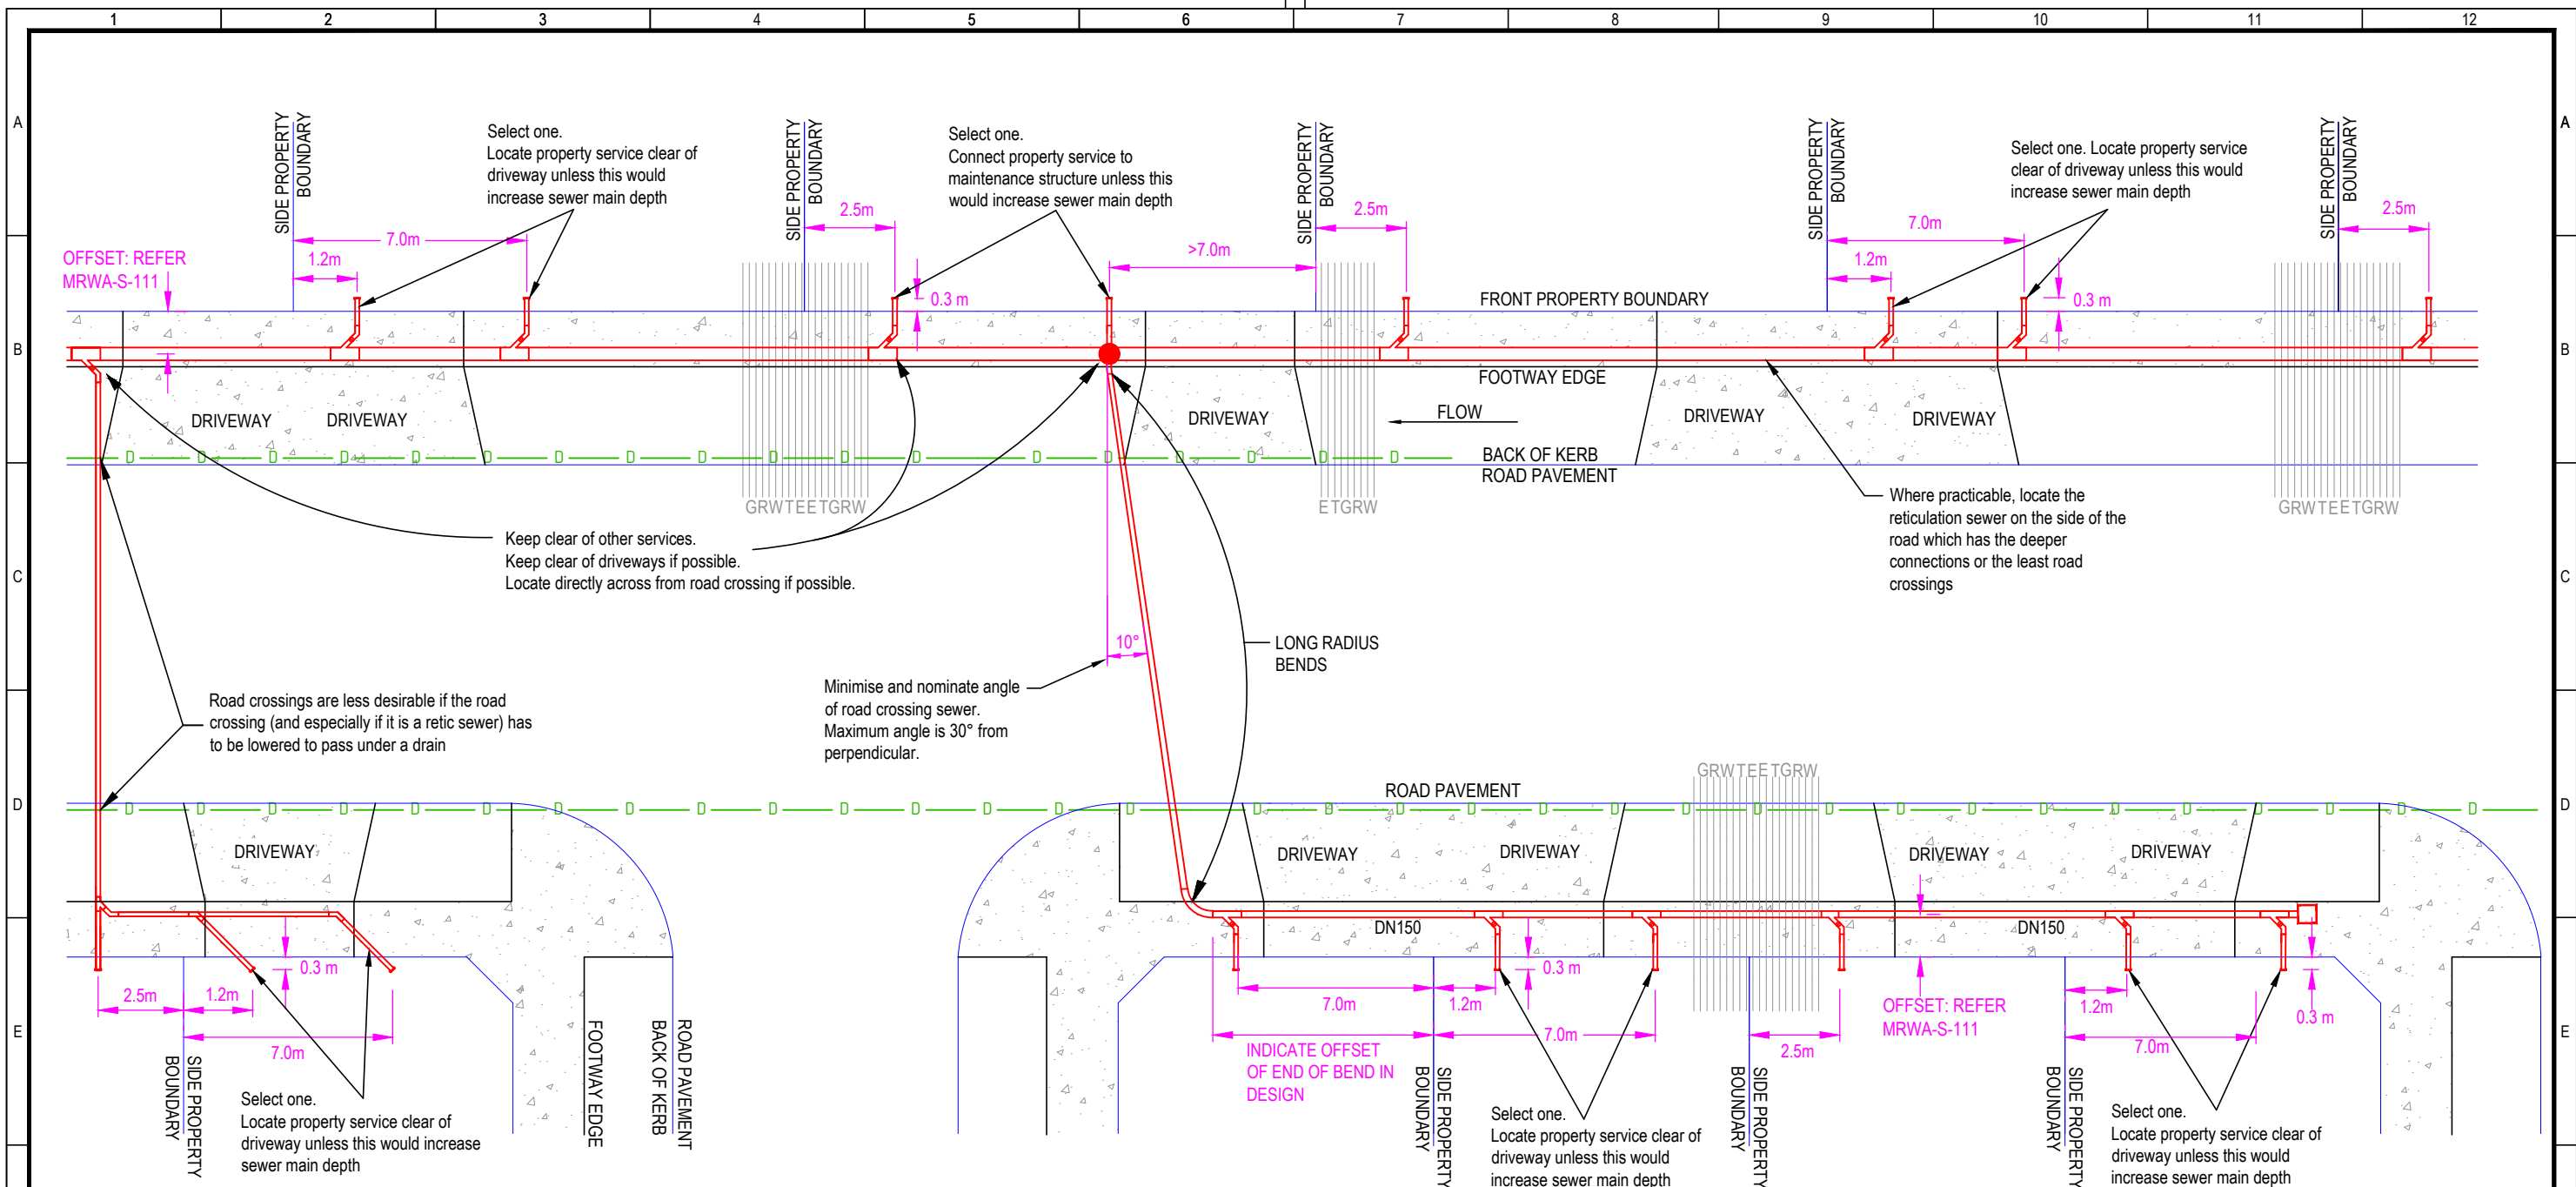 1 2 3 4 5 6 7 8 9 10 11 12
A
A
SIDE PROPERTY
BOUNDARY
Select one.
Locate property service clear of
driveway unless this would
increase sewer main depth
SIDE PROPERTY
BOUNDARY
Select one.
Connect property service to
maintenance structure unless this
would increase sewer main depth
SIDE PROPERTY
BOUNDARY
SIDE PROPERTY
BOUNDARY
Select one. Locate property service
clear of driveway unless this would
increase sewer main depth
SIDE PROPERTY
BOUNDARY
2.5m
2.5m
2.5m
7.0m
7.0m
>7.0m
OFFSET: REFER
MRWA-S-111
1.2m
1.2m
0.3 m
FRONT PROPERTY BOUNDARY
0.3 m
B
B
FOOTWAY EDGE
DRIVEWAY
DRIVEWAY
DRIVEWAY
FLOW
DRIVEWAY
DRIVEWAY
D D D D D D D D D D D D D D D D D D D
BACK OF KERB
ROAD PAVEMENT
GRWTEETGRW
ETGRW
GRWTEETGRW
Keep clear of other services.
Keep clear of driveways if possible.
Locate directly across from road crossing if possible.
Where practicable, locate the
reticulation sewer on the side of the
road which has the deeper
connections or the least road
crossings
C
C
10°
LONG RADIUS
BENDS
Minimise and nominate angle
of road crossing sewer.
Maximum angle is 30° from
perpendicular.
Road crossings are less desirable if the road
crossing (and especially if it is a retic sewer) has
to be lowered to pass under a drain
GRWTEETGRW
ROAD PAVEMENT
D
D
D D D D D D D D D D D D D D D D D D D D D D D D D D D D D D D D D D
DRIVEWAY
DRIVEWAY
DRIVEWAY
DRIVEWAY
DRIVEWAY
DN150
DN150
0.3 m
0.3 m
2.5m
1.2m
7.0m
1.2m
OFFSET: REFER
MRWA-S-111
1.2m
0.3 m
E
E
7.0m
7.0m
2.5m
7.0m
INDICATE OFFSET
OF END OF BEND IN
DESIGN
SIDE PROPERTY
BOUNDARY
FOOTWAY EDGE
BACK OF KERB
ROAD PAVEMENT
SIDE PROPERTY
BOUNDARY
SIDE PROPERTY
BOUNDARY
SIDE PROPERTY
BOUNDARY
Select one.
Locate property service clear of
driveway unless this would increase
sewer main depth
Select one.
Locate property service clear of
driveway unless this would
increase sewer main depth
Select one.
Locate property service clear of
driveway unless this would
increase sewer main depth